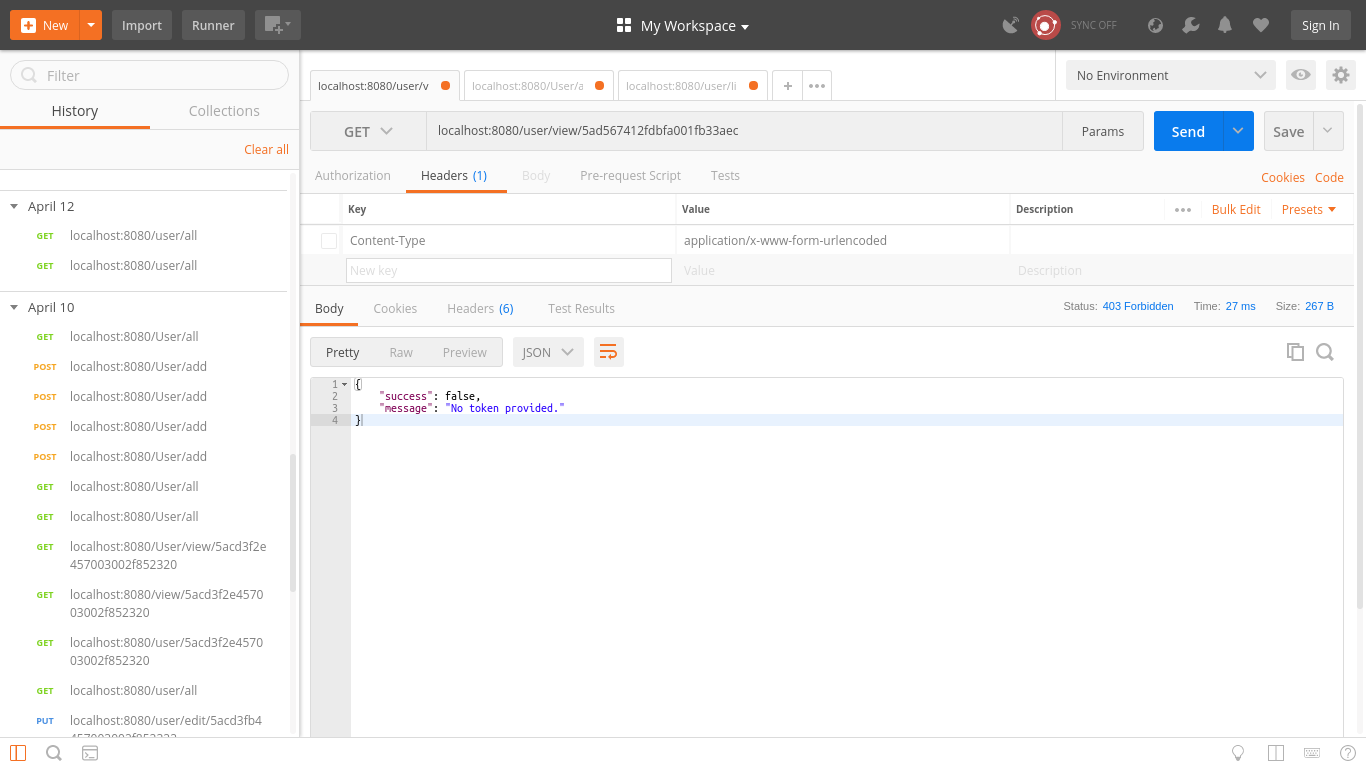 New
Import
Runner
My Workspace
SYNC OFF
Sign In
Filter
History
Collections
Clear all
April 12
GET localhost:8080/user/all
GET localhost:8080/user/all
April 10
GET localhost:8080/User/all
POST localhost:8080/User/add
POST localhost:8080/User/add
POST localhost:8080/User/add
POST localhost:8080/User/add
GET localhost:8080/User/all
GET localhost:8080/User/all
GET localhost:8080/User/view/5acd3f2e
457003002f852320
GET localhost:8080/view/5acd3f2e4570
03002f852320
GET localhost:8080/user/5acd3f2e4570
03002f852320
GET localhost:8080/user/all
PUT localhost:8080/user/edit/5acd3fb4
localhost:8080/user/v
localhost:8080/User/a
localhost:8080/user/li
No Environment
GET
localhost:8080/user/view/5ad567412fdbfa001fb33aec
Params
Send
Save
Authorization
Headers (1)
Body
Pre-request Script
Tests
Cookies
Code
Key
Value
Description
Bulk Edit
Presets
Content-Type
application/x-www-form-urlencoded
New key
Value
Description
Body
Cookies
Headers (6)
Test Results
Status: 403 Forbidden
Time: 27 ms
Size: 267 B
Pretty
Raw
Preview
JSON
1 {
2 "success": false,
3 "message": "No token provided."
4 }